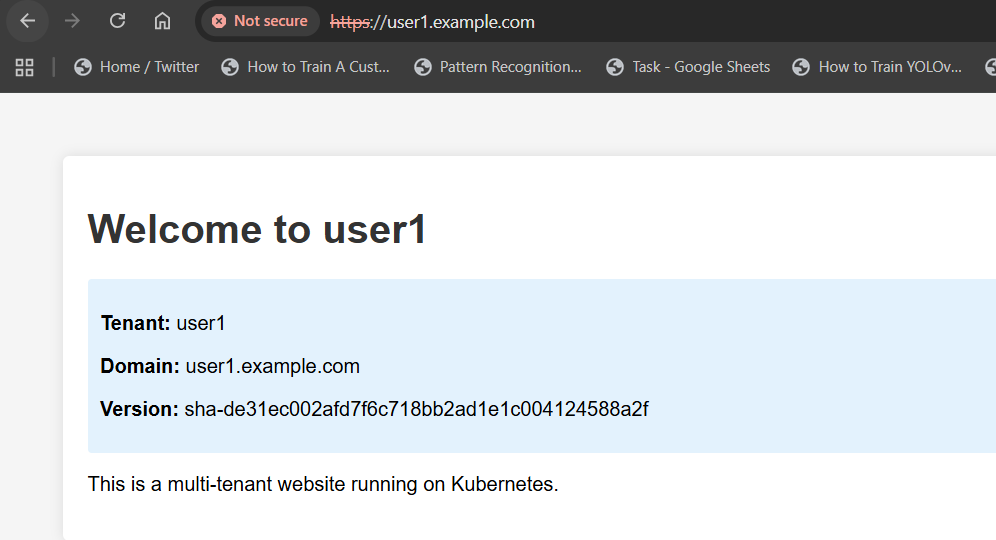 Not secure https://user1.example.com
Home / Twitter How to Train A Cust... Pattern Recognition... Task - Google Sheets How to Train YOLOv...
Welcome to user1
Tenant: user1
Domain: user1.example.com
Version: sha-de31ec002afd7f6c718bb2ad1e1c004124588a2f
This is a multi-tenant website running on Kubernetes.